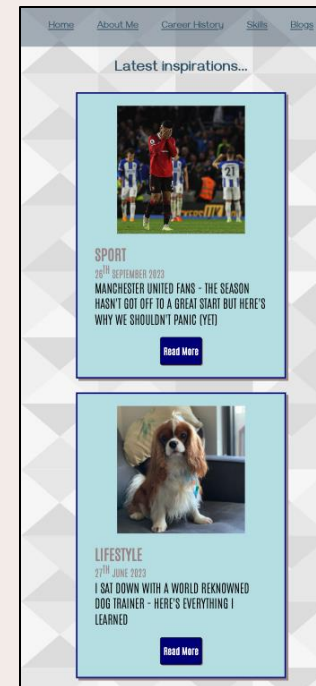 Home About Me Career History Skills Blogs
Latest inspirations...
21
SPORT
26TH SEPTEMBER 2023
MANCHESTER UNITED FANS - THE SEASON
HASN'T GOT OFF TO A GREAT START BUT HERE'S
WHY WE SHOULDN'T PANIC (YET)
Read More
LIFESTYLE
27TH JUNE 2023
I SAT DOWN WITH A WORLD REKNOWNED
DOG TRAINER - HERE'S EVERYTHING I
LEARNED
Read More